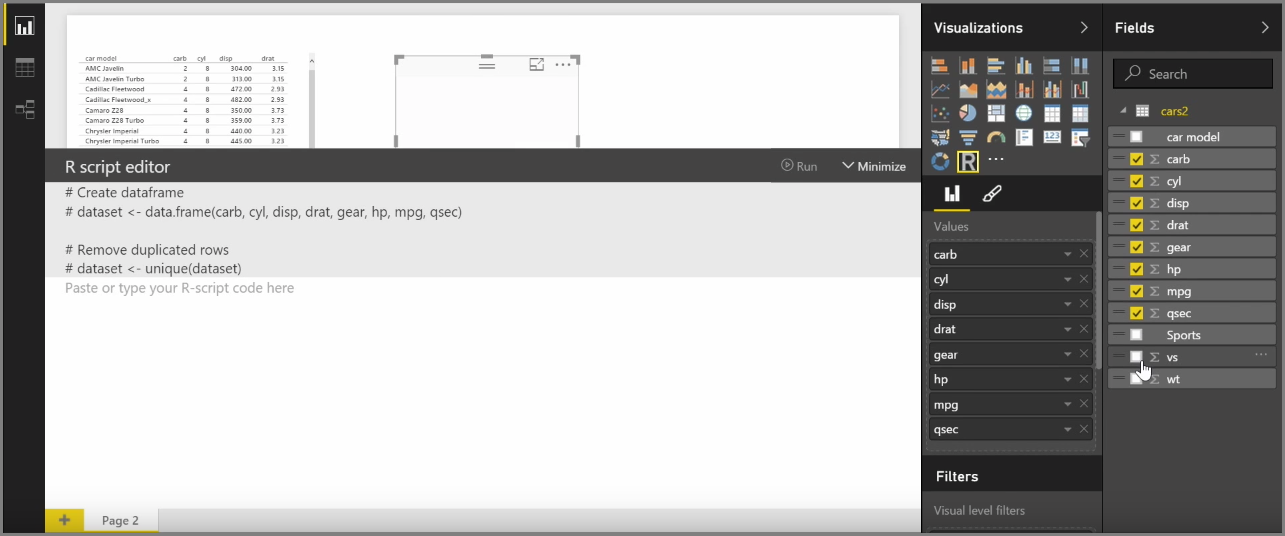 car model carb cyl disp drat
AMC Javelin 2 8 304.00 3.15
AMC Javelin Turbo 2 8 313.00 3.15
Cadillac Fleetwood 4 8 472.00 2.93
Cadillac Fleetwood_x 4 8 482.00 2.93
Camaro Z28 4 8 350.00 3.73
Camaro Z28 Turbo 4 8 359.00 3.73
Chrysler Imperial 4 8 440.00 3.23
Chrysler Imperial Turbo 4 8 445.00 3.23
R script editor
Run
Minimize
# Create dataframe
# dataset <- data.frame(carb, cyl, disp, drat, gear, hp, mpg, qsec)
# Remove duplicated rows
# dataset <- unique(dataset)
Paste or type your R-script code here
Page 2
Visualizations
123
R
Values
carb
cyl
disp
drat
gear
hp
mpg
qsec
Filters
Visual level filters
Fields
Search
cars2
car model
Σ carb
Σ cyl
Σ disp
Σ drat
Σ gear
Σ hp
Σ mpg
Σ qsec
Sports
Σ vs
Σ wt